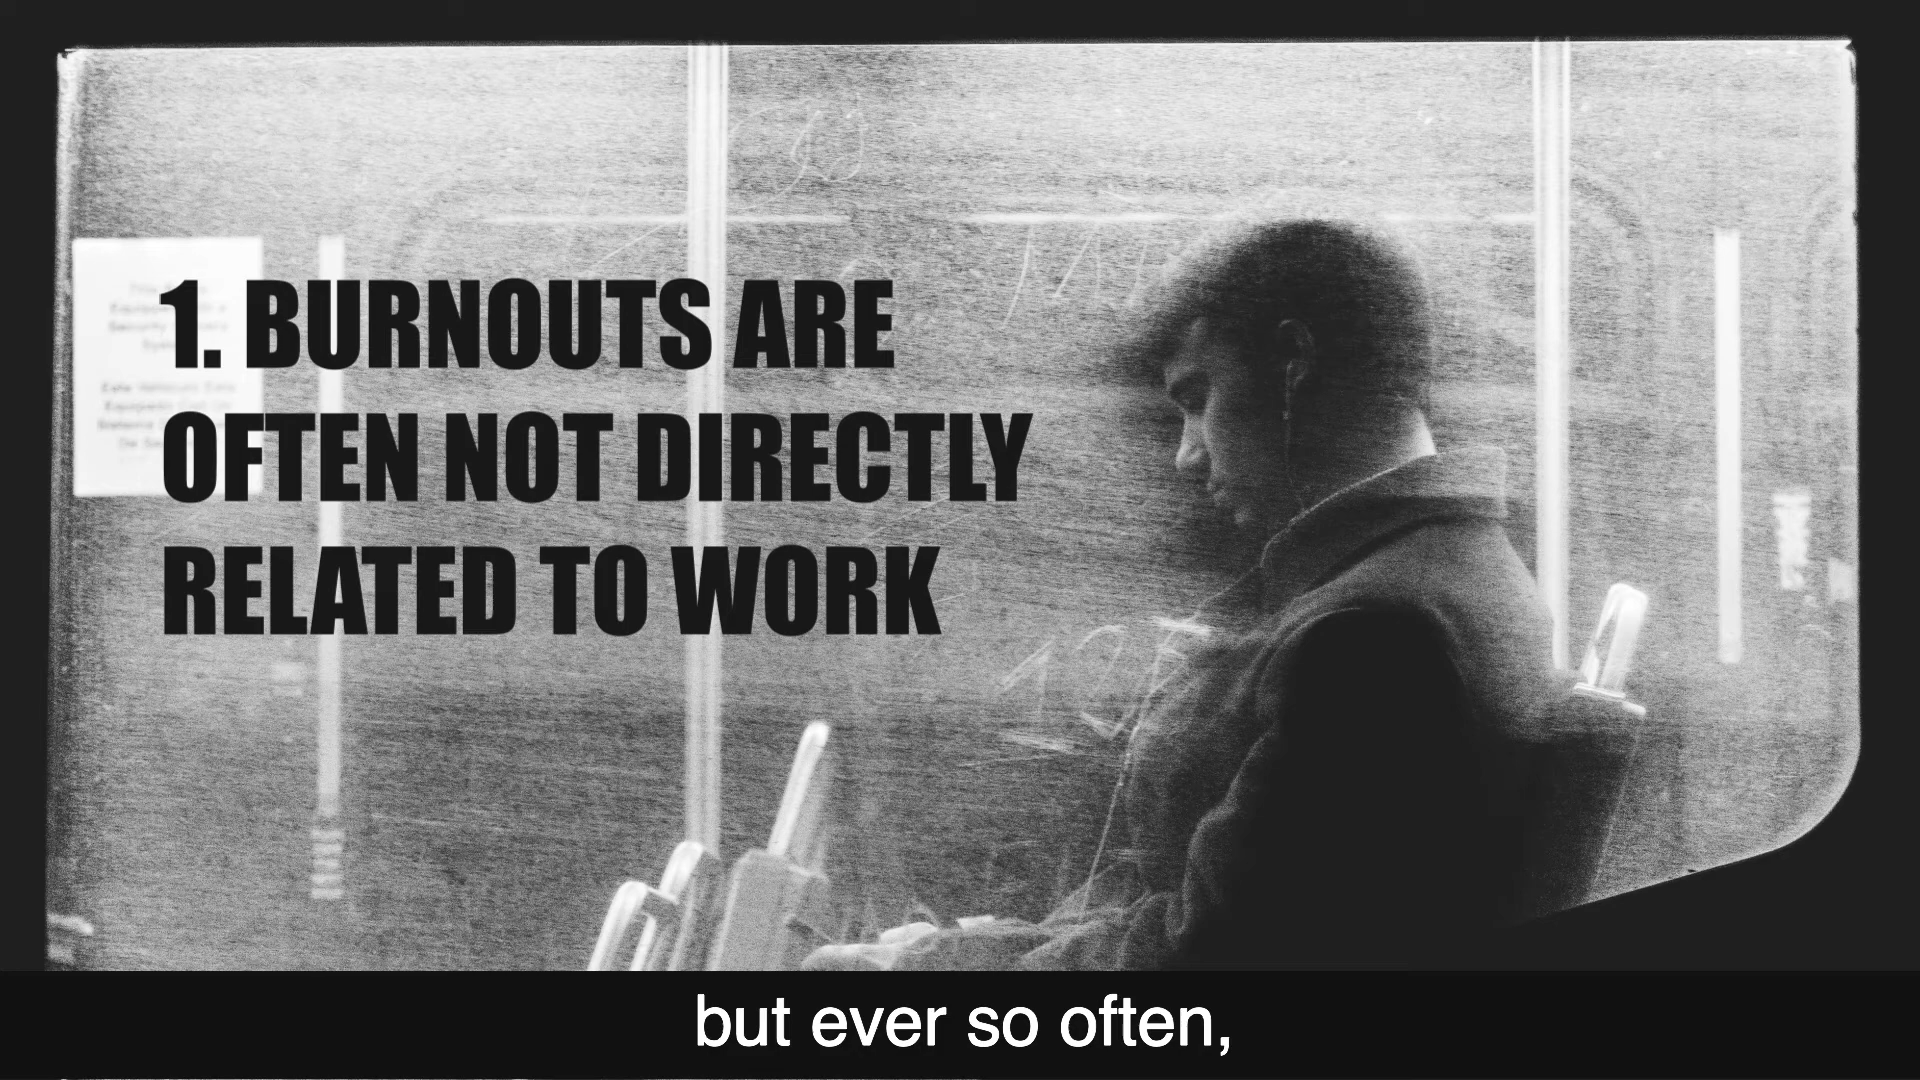 1. BURNOUTS ARE
OFTEN NOT DIRECTLY
RELATED TO WORK
but ever so often,